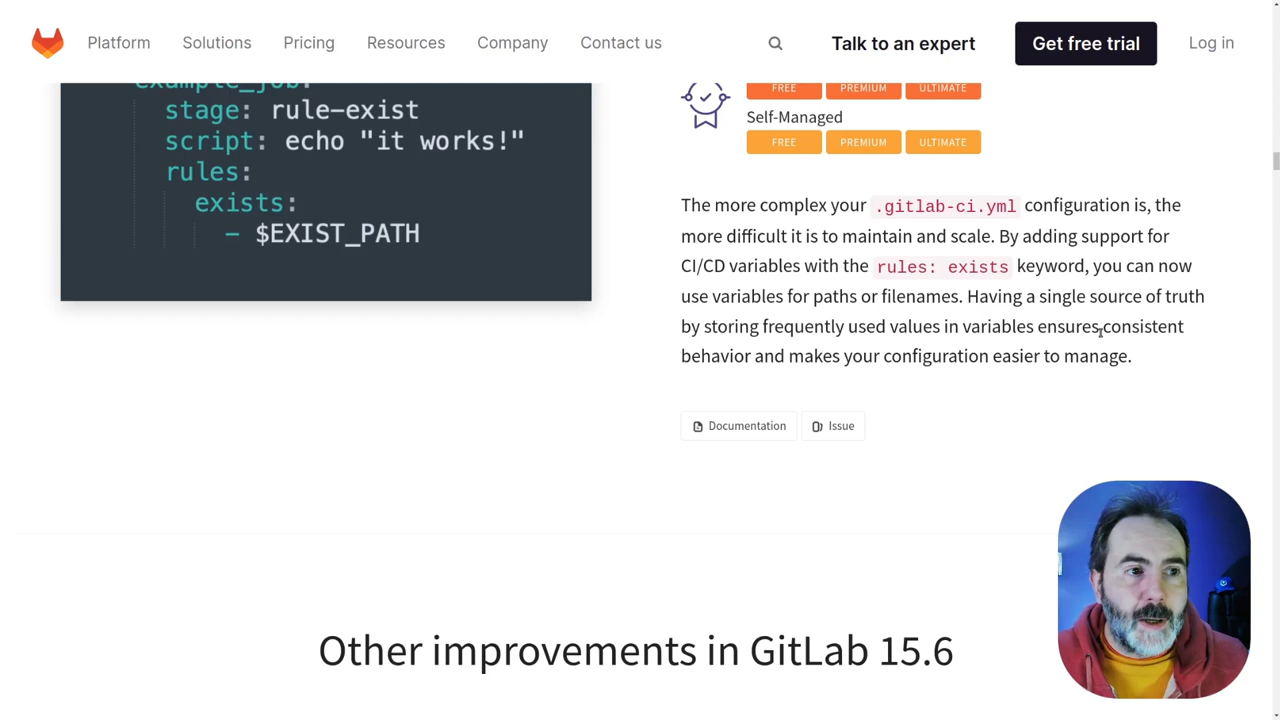 Platform
Solutions
Pricing
Resources
Company
Contact us
Talk to an expert
Get free trial
Log in
example_job:
stage: rule-exist
script: echo "it works!"
rules:
exists:
- $EXIST_PATH
FREE
PREMIUM
ULTIMATE
Self-Managed
FREE
PREMIUM
ULTIMATE
The more complex your .gitlab-ci.yml configuration is, the
more difficult it is to maintain and scale. By adding support for
CI/CD variables with the rules: exists keyword, you can now
use variables for paths or filenames. Having a single source of truth
by storing frequently used values in variables ensures consistent
behavior and makes your configuration easier to manage.
Documentation
Issue
Other improvements in GitLab 15.6